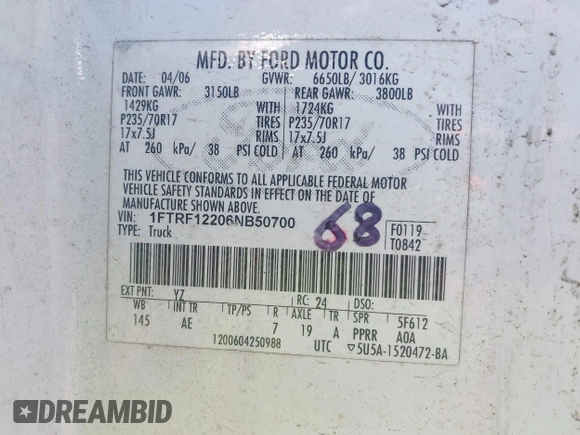 MFD. BY FORD MOTOR CO.
DATE: 04/06 GVWR: 6650LB/ 3016KG
FRONT GAWR: 3150LB REAR GAWR: 3800LB
1429KG WITH 1724KG WITH
P235/70R17 TIRES P235/70R17 TIRES
17x7.5J RIMS 17x7.5J RIMS
AT 260 kPa/ 38 PSI COLD AT 260 kPa/ 38 PSI COLD
THIS VEHICLE CONFORMS TO ALL APPLICABLE FEDERAL MOTOR
VEHICLE SAFETY STANDARDS IN EFFECT ON THE DATE OF
MANUFACTURE SHOWN ABOVE.
VIN: 1FTRF12206NB50700
TYPE: Truck
68
F0119
T0842
EXT PNT: YZ RC: 24 DSO:
WB INT TR TP/PS R AXLE TR SPR 5F612
145 AE 7 19 A PPRR AOA
1200604250988 UTC ▽5U5A-1520472-BA
DREAMBID